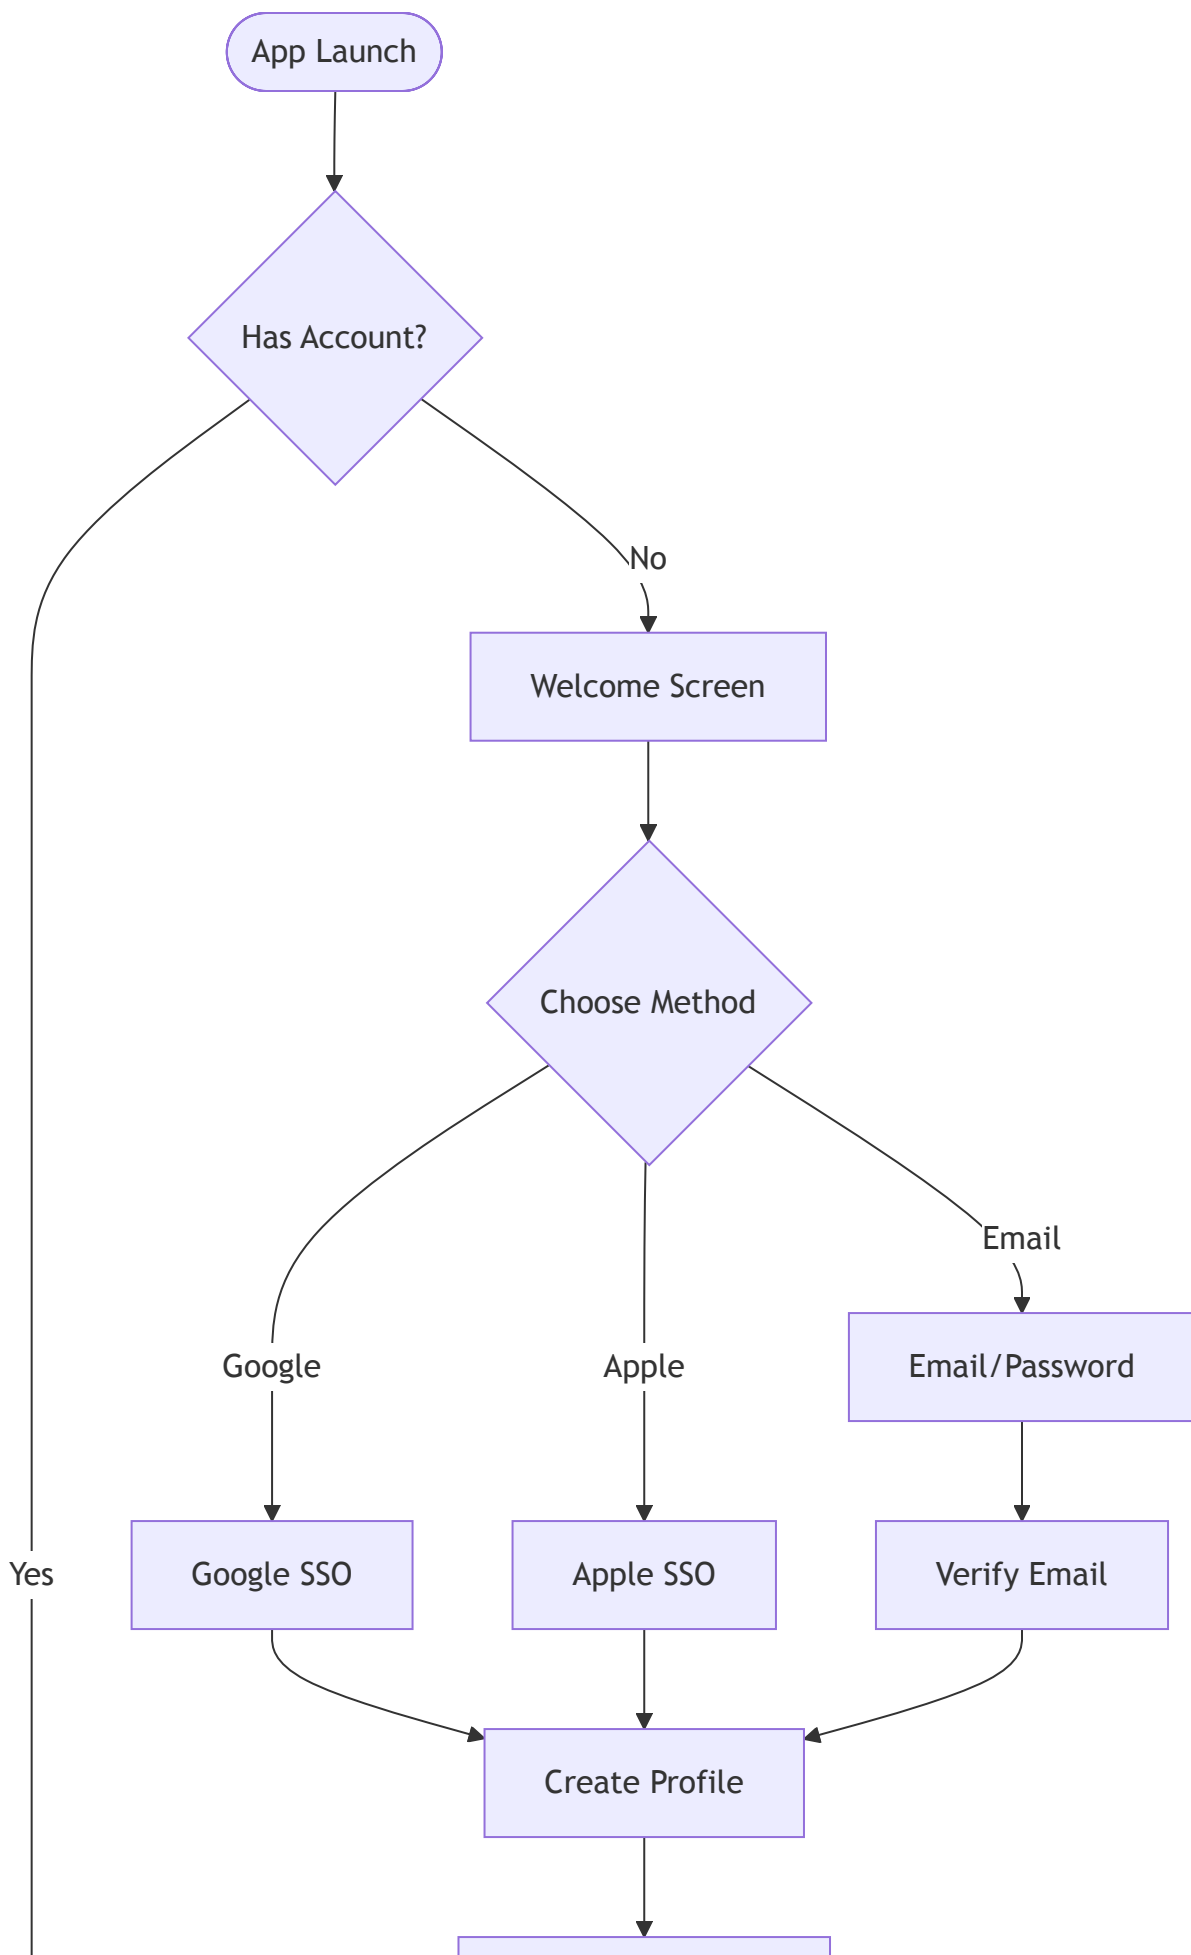 App Launch
Has Account?
No
Welcome Screen
Choose Method
Email
Google
Apple
Email/Password
Yes
Google SSO
Apple SSO
Verify Email
Create Profile